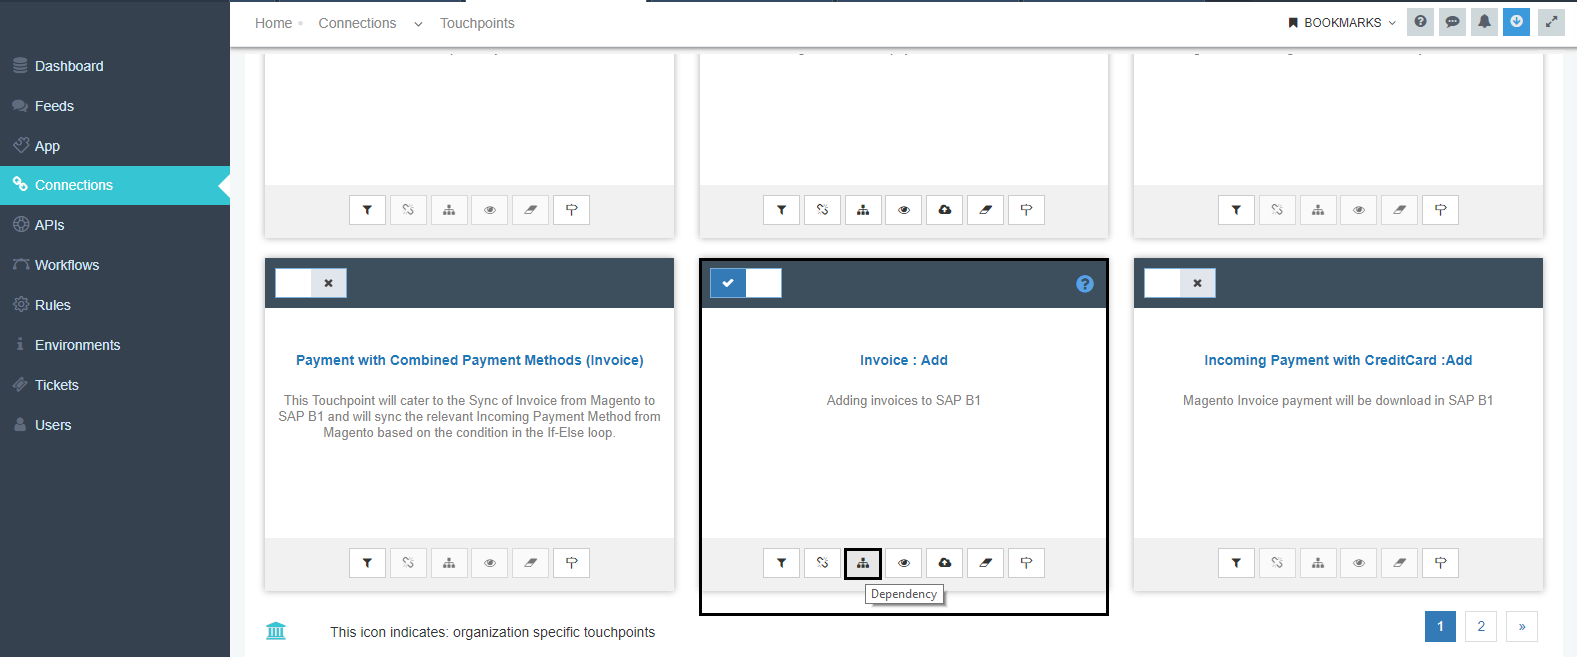 Home Connections Touchpoints
BOOKMARKS
Dashboard
Feeds
App
Connections
APIs
Workflows
Rules
Environments
Tickets
Users
Payment with Combined Payment Methods (Invoice)
This Touchpoint will cater to the Sync of Invoice from Magento to
SAP B1 and will sync the relevant Incoming Payment Method from
Magento based on the condition in the If-Else loop.
Invoice : Add
Adding invoices to SAP B1
Dependency
Incoming Payment with CreditCard :Add
Magento Invoice payment will be download in SAP B1
This icon indicates: organization specific touchpoints
1 2 »